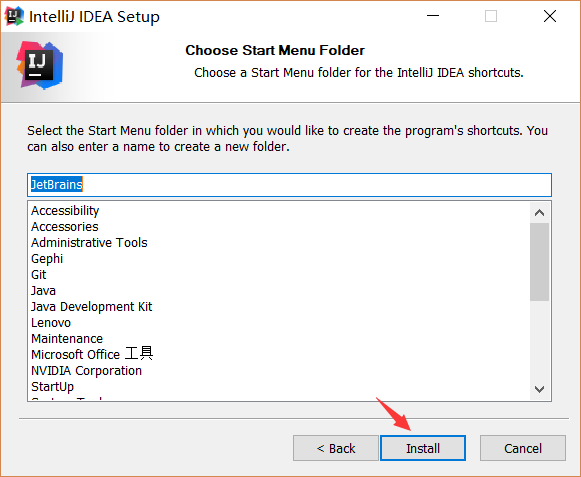 IntelliJ IDEA Setup
IJ
Choose Start Menu Folder
Choose a Start Menu folder for the IntelliJ IDEA shortcuts.
Select the Start Menu folder in which you would like to create the program's shortcuts. You
can also enter a name to create a new folder.
JetBrains
Accessibility
Accessories
Administrative Tools
Gephi
Git
Java
Java Development Kit
Lenovo
Maintenance
Microsoft Office 工具
NVIDIA Corporation
StartUp
< Back
Install
Cancel